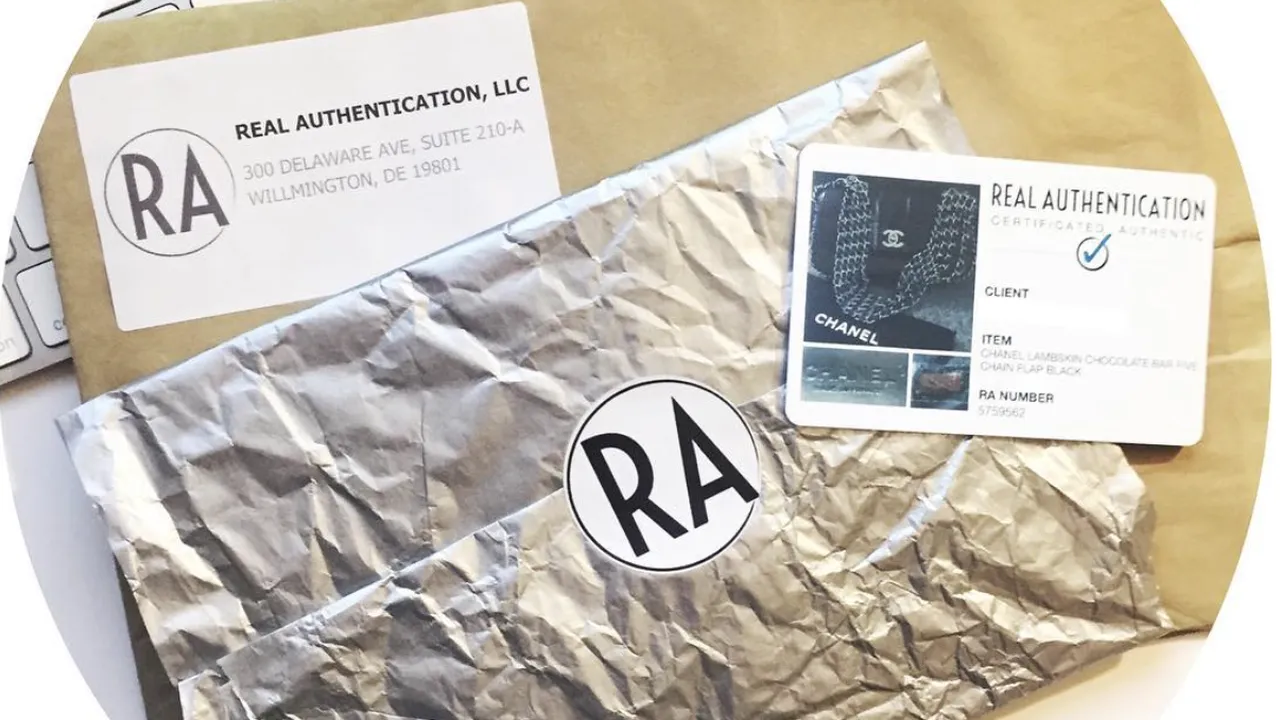 REAL AUTHENTICATION, LLC
300 DELAWARE AVE, SUITE 210-A
WILLMINGTON, DE 19801
RA
RA
REAL AUTHENTICATION
CERTIFICATED AUTHENTIC
CHANEL
CLIENT
ITEM
CHANEL LAMBSKIN CHOCOLATE BAR FIVE
CHAIN FLAP BLACK
RA NUMBER
5759562